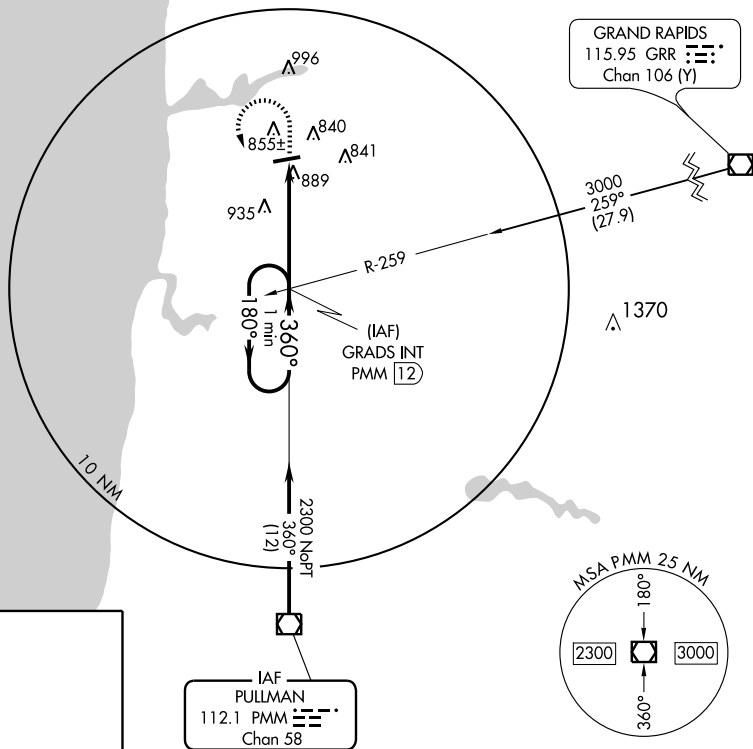 996
GRAND RAPIDS
115.95 GRR
Chan 106 (Y)
855±
840
841
889
935
3000
259°
(27.9)
R-259
1370
180°
1 min
360°
(IAF)
GRADS INT
PMM 12
10 NM
2300 NoPT
360°
(12)
MSA PMM 25 NM
180°
2300
3000
360°
IAF
PULLMAN
112.1 PMM
Chan 58